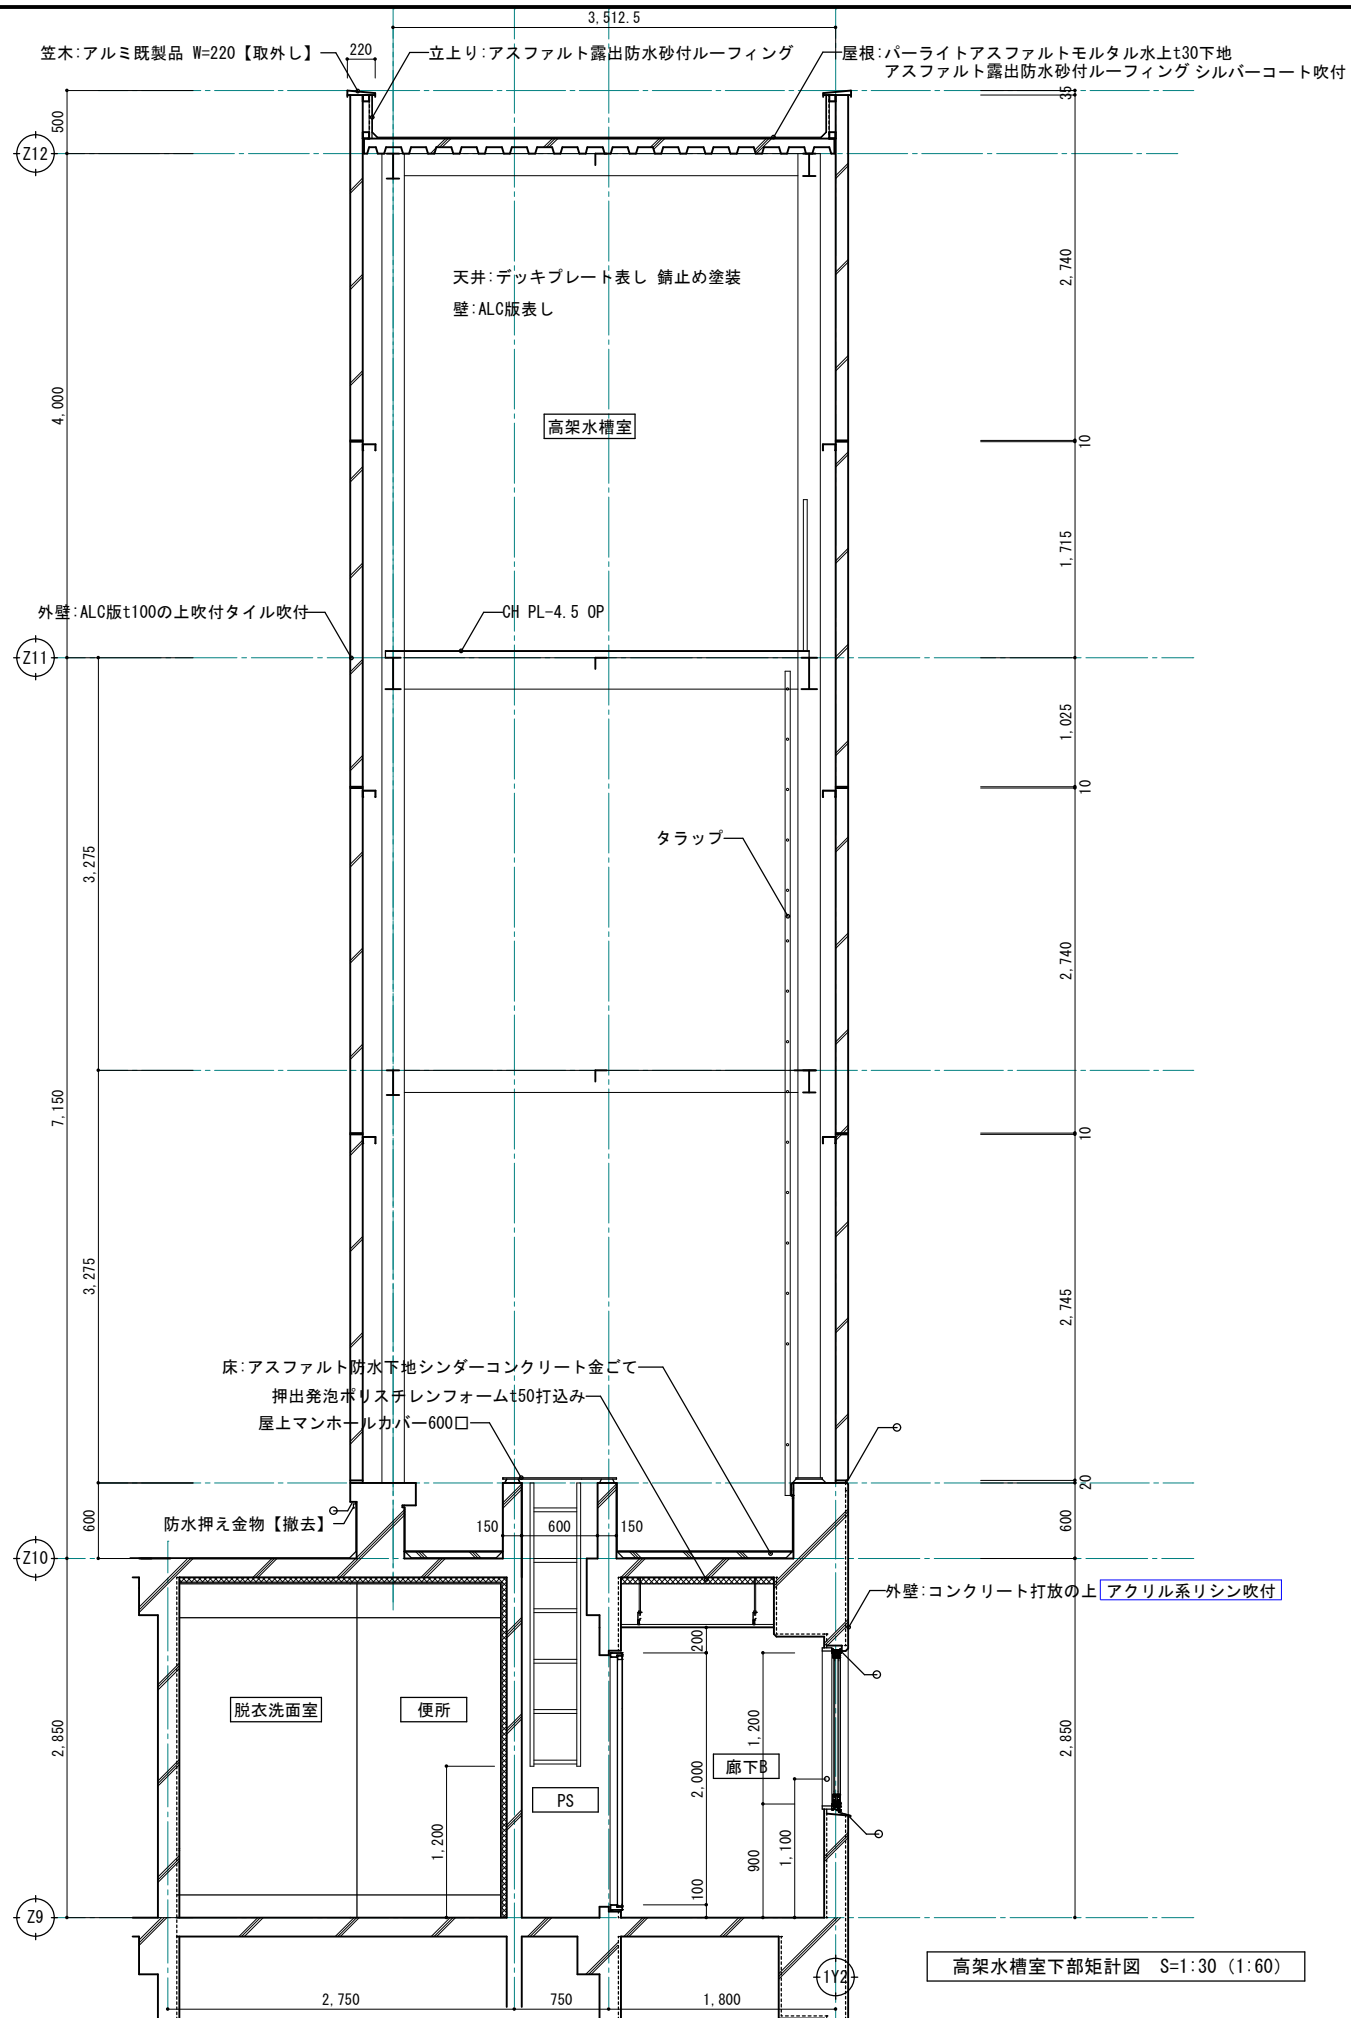 3,512.5
笠木:アルミ既製品 W=220【取外し】
220
立上り:アスファルト露出防水砂付ルーフィング
屋根:パーライトアスファルトモルタル水上t30下地
アスファルト露出防水砂付ルーフィング シルバーコート吹付
35
500
Z12
2,740
天井:デッキプレート表し 錆止め塗装
壁:ALC版表し
4,000
高架水槽室
10
1,715
外壁:ALC版t100の上吹付タイル吹付
CH PL-4.5 OP
Z11
1,025
10
タラップ
3,275
2,740
7,150
10
3,275
2,745
床:アスファルト防水下地シンダーコンクリート金ごて
押出発泡ポリスチレンフォームt50打込み
屋上マンホールカバー600口
20
600
防水押え金物【撤去】
150
600
150
600
Z10
外壁:コンクリート打放の上 アクリル系リシン吹付
200
脱衣洗面室
便所
1,200
2,850
2,850
廊下B
2,000
PS
1,200
1,100
900
100
Z9
1Y2
高架水槽室下部矩計図 S=1:30 (1:60)
2,750
750
1,800